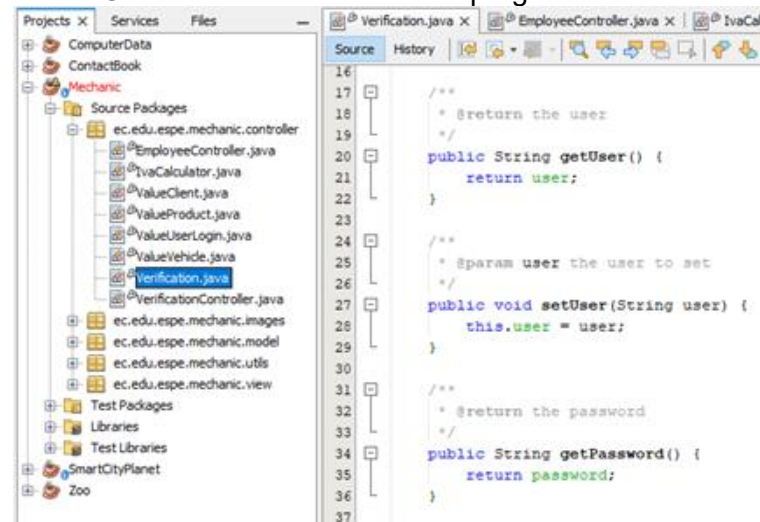 Projects × Services Files
ComputerData
ContactBook
Mechanic
Source Packages
ec.edu.espe.mechanic.controller
EmployeeController.java
IvaCalculator.java
ValueClient.java
ValueProduct.java
ValueUserLogin.java
ValueVehicle.java
Verification.java
VerificationController.java
ec.edu.espe.mechanic.images
ec.edu.espe.mechanic.model
ec.edu.espe.mechanic.utils
ec.edu.espe.mechanic.view
Test Packages
Libraries
Test Libraries
SmartCityPlanet
Zoo
Verification.java × EmployeeController.java × IvaCal
Source History
16
17 /**
18 * @return the user
19 */
20 public String getUser() {
21 return user;
22 }
23
24 /**
25 * @param user the user to set
26 */
27 public void setUser(String user) {
28 this.user = user;
29 }
30
31 /**
32 * @return the password
33 */
34 public String getPassword() {
35 return password;
36 }
37